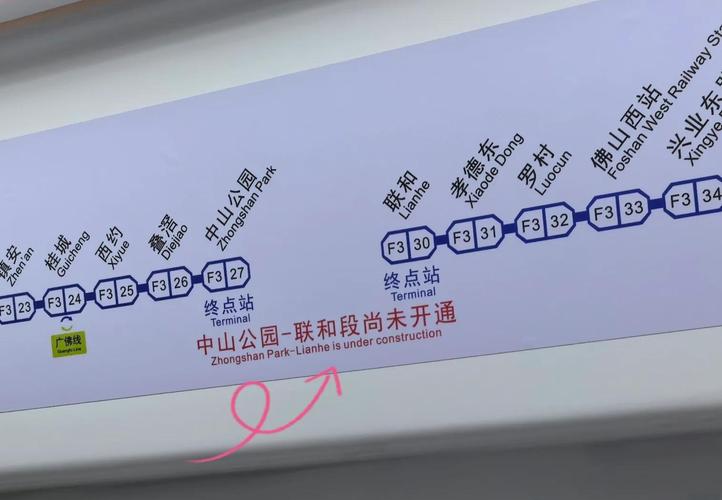 镇安
Zhen'an
F3 23
桂城
Guicheng
F3 24
广佛线
Guangfo Line
西约
Xiyue
F3 25
叠滘
Diejiao
F3 26
中山公园
Zhongshan Park
F3 27
终点站
Terminal
中山公园-联和段尚未开通
Zhongshan Park-Lianhe is under construction
联和
Lianhe
F3 30
终点站
Terminal
孝德东
Xiaode Dong
F3 31
罗村
Luocun
F3 32
佛山西站
Foshan West Railway Sta
F3 33
兴业东
Xingye
F3 34